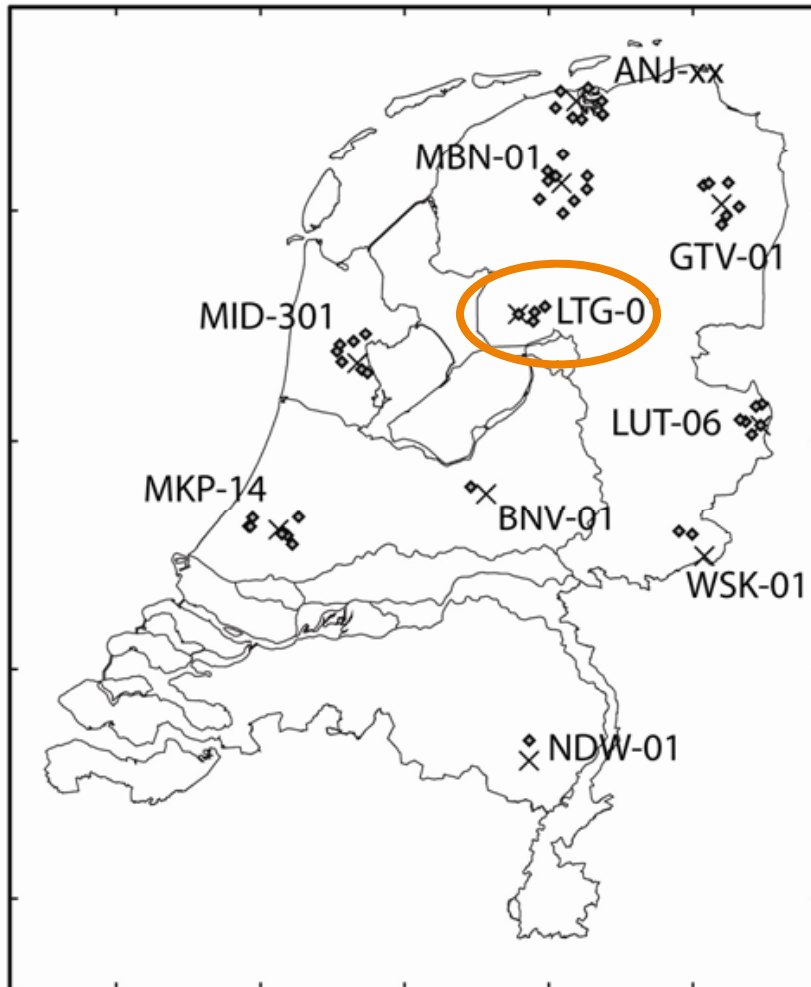 ANJ-xx
MBN-01
GTV-01
LTG-0
MID-301
LUT-06
MKP-14
BNV-01
WSK-01
NDW-01